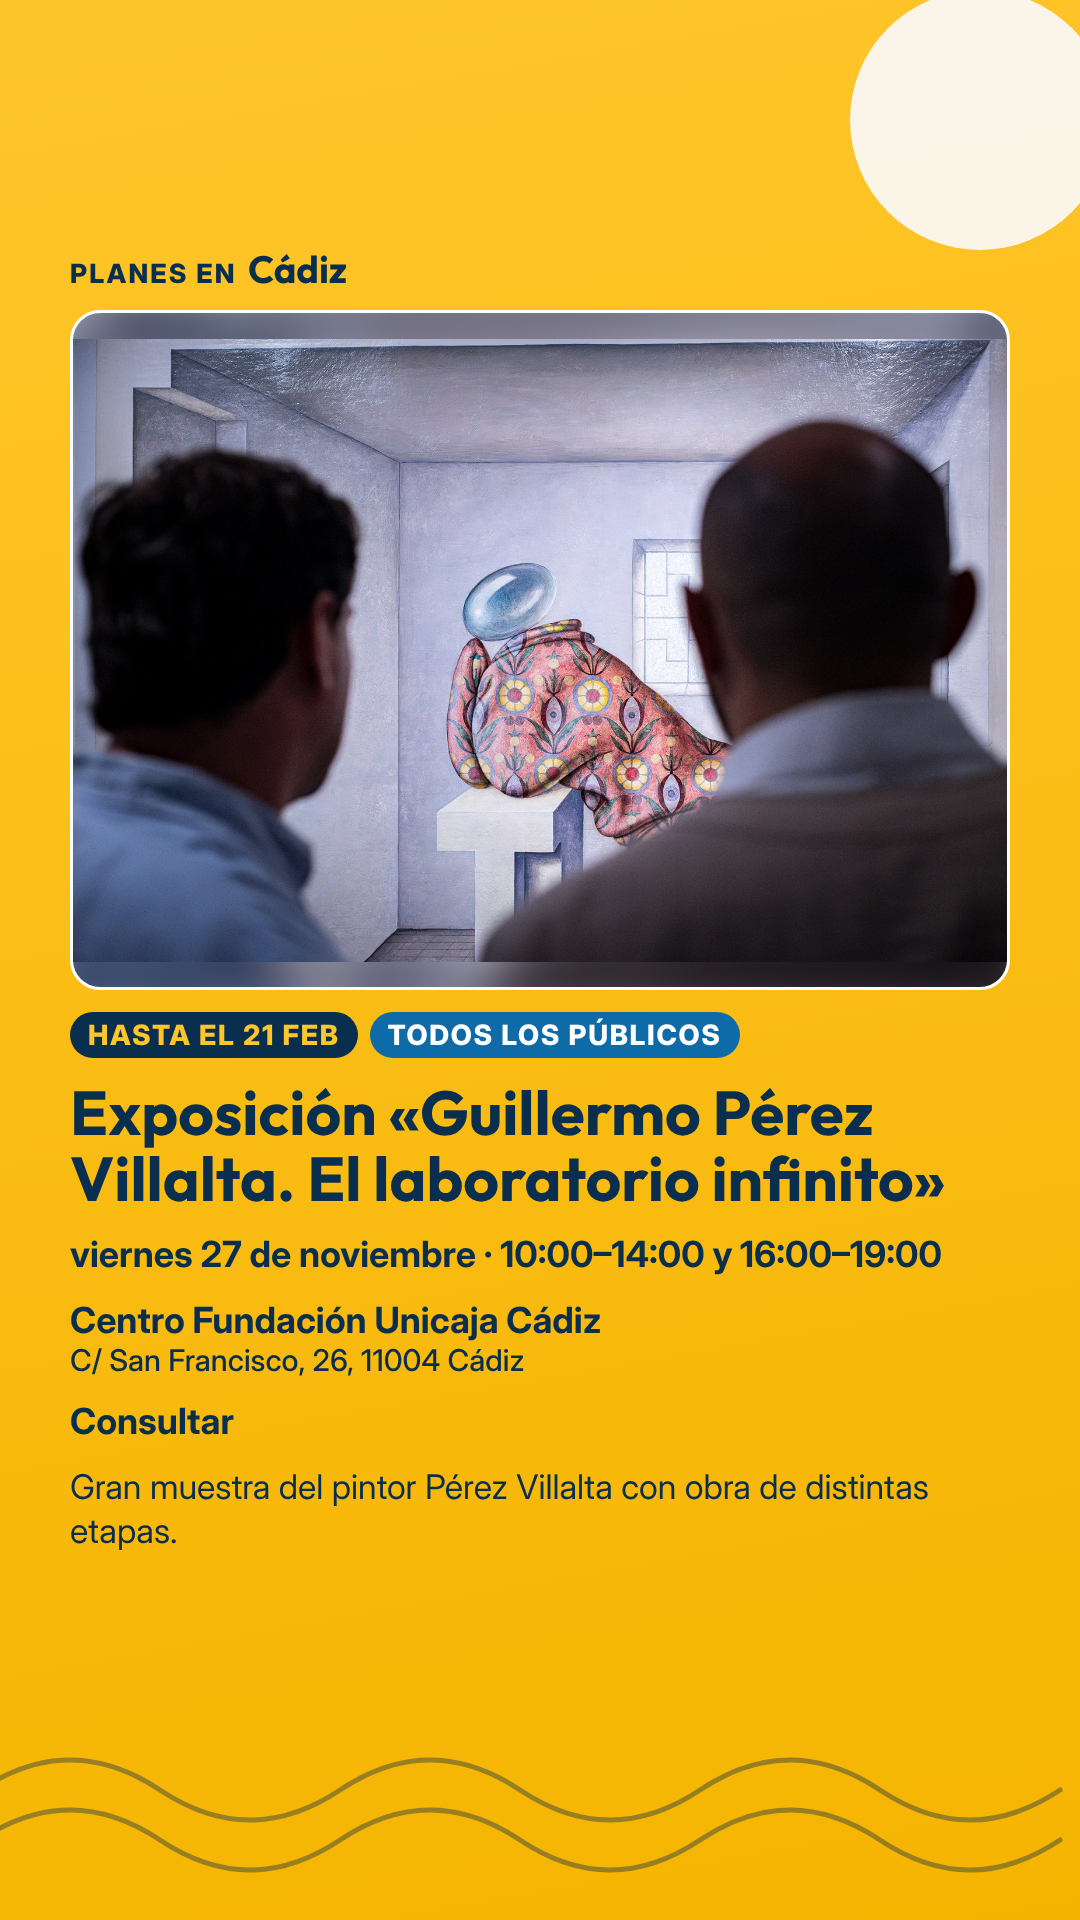 PLANES EN Cádiz
HASTA EL 21 FEB
TODOS LOS PÚBLICOS
Exposición «Guillermo Pérez
Villalta. El laboratorio infinito»
viernes 27 de noviembre · 10:00–14:00 y 16:00–19:00
Centro Fundación Unicaja Cádiz
C/ San Francisco, 26, 11004 Cádiz
Consultar
Gran muestra del pintor Pérez Villalta con obra de distintas
etapas.